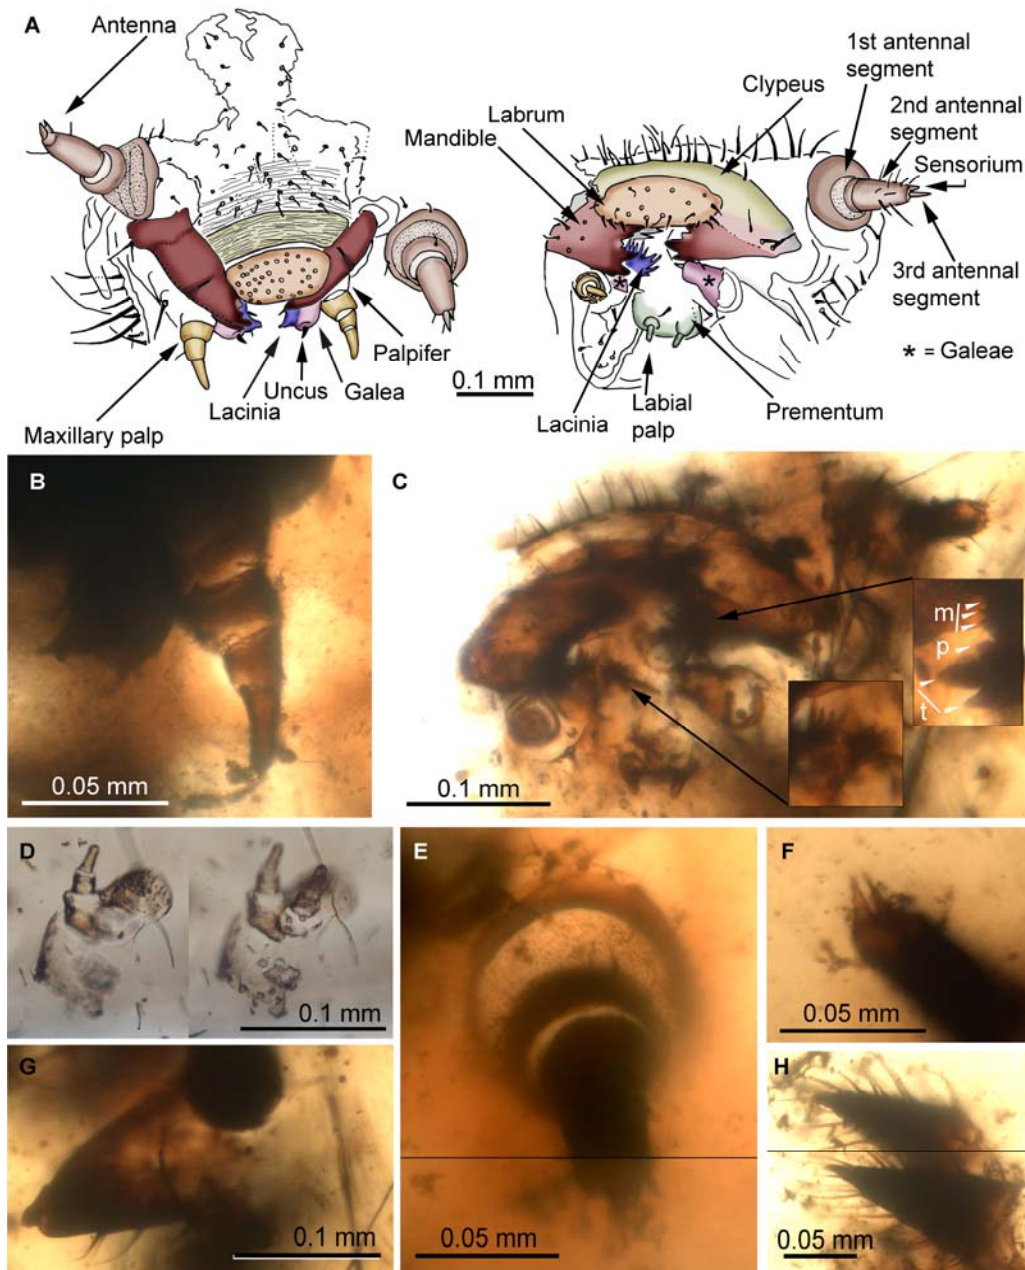 A
Antenna
Maxillary palp
Lacinia
Uncus
Galea
Palpifer
0.1 mm
Labrum
Mandible
Clypeus
1st antennal
segment
2nd antennal
segment
Sensorium
3rd antennal
segment
* = Galeae
*
*
Lacinia
Labial
palp
Prementum
B
0.05 mm
C
m
p
t
0.1 mm
D
0.1 mm
E
0.05 mm
F
0.05 mm
G
0.1 mm
H
0.05 mm